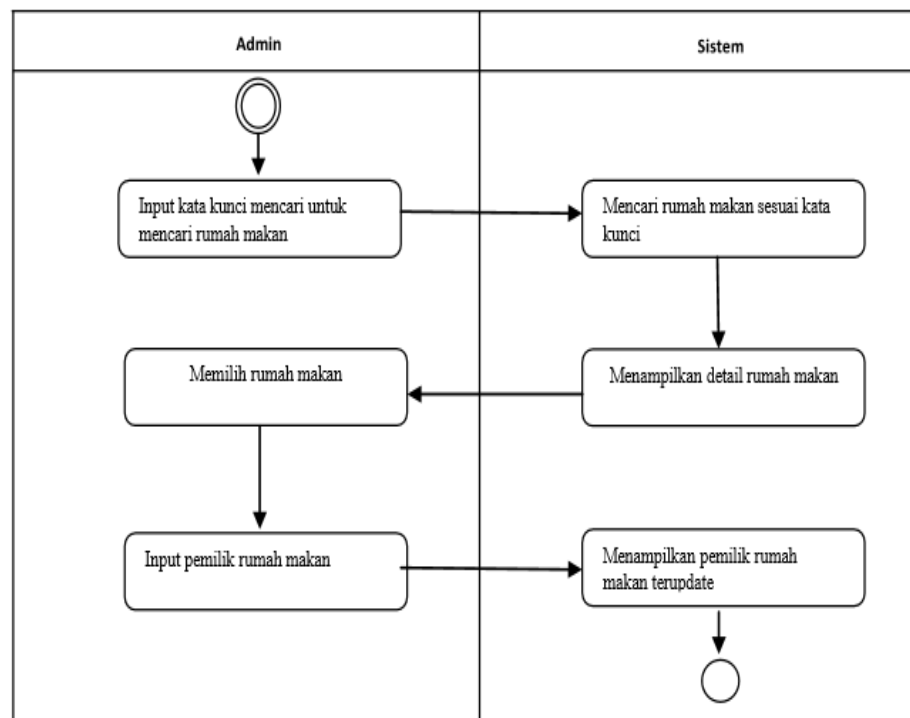 Admin
Sistem
Input kata kunci mencari untuk
mencari rumah makan
Mencari rumah makan sesuai kata
kunci
Memilih rumah makan
Menampilkan detail rumah makan
Input pemilik rumah makan
Menampilkan pemilik rumah
makan terupdate